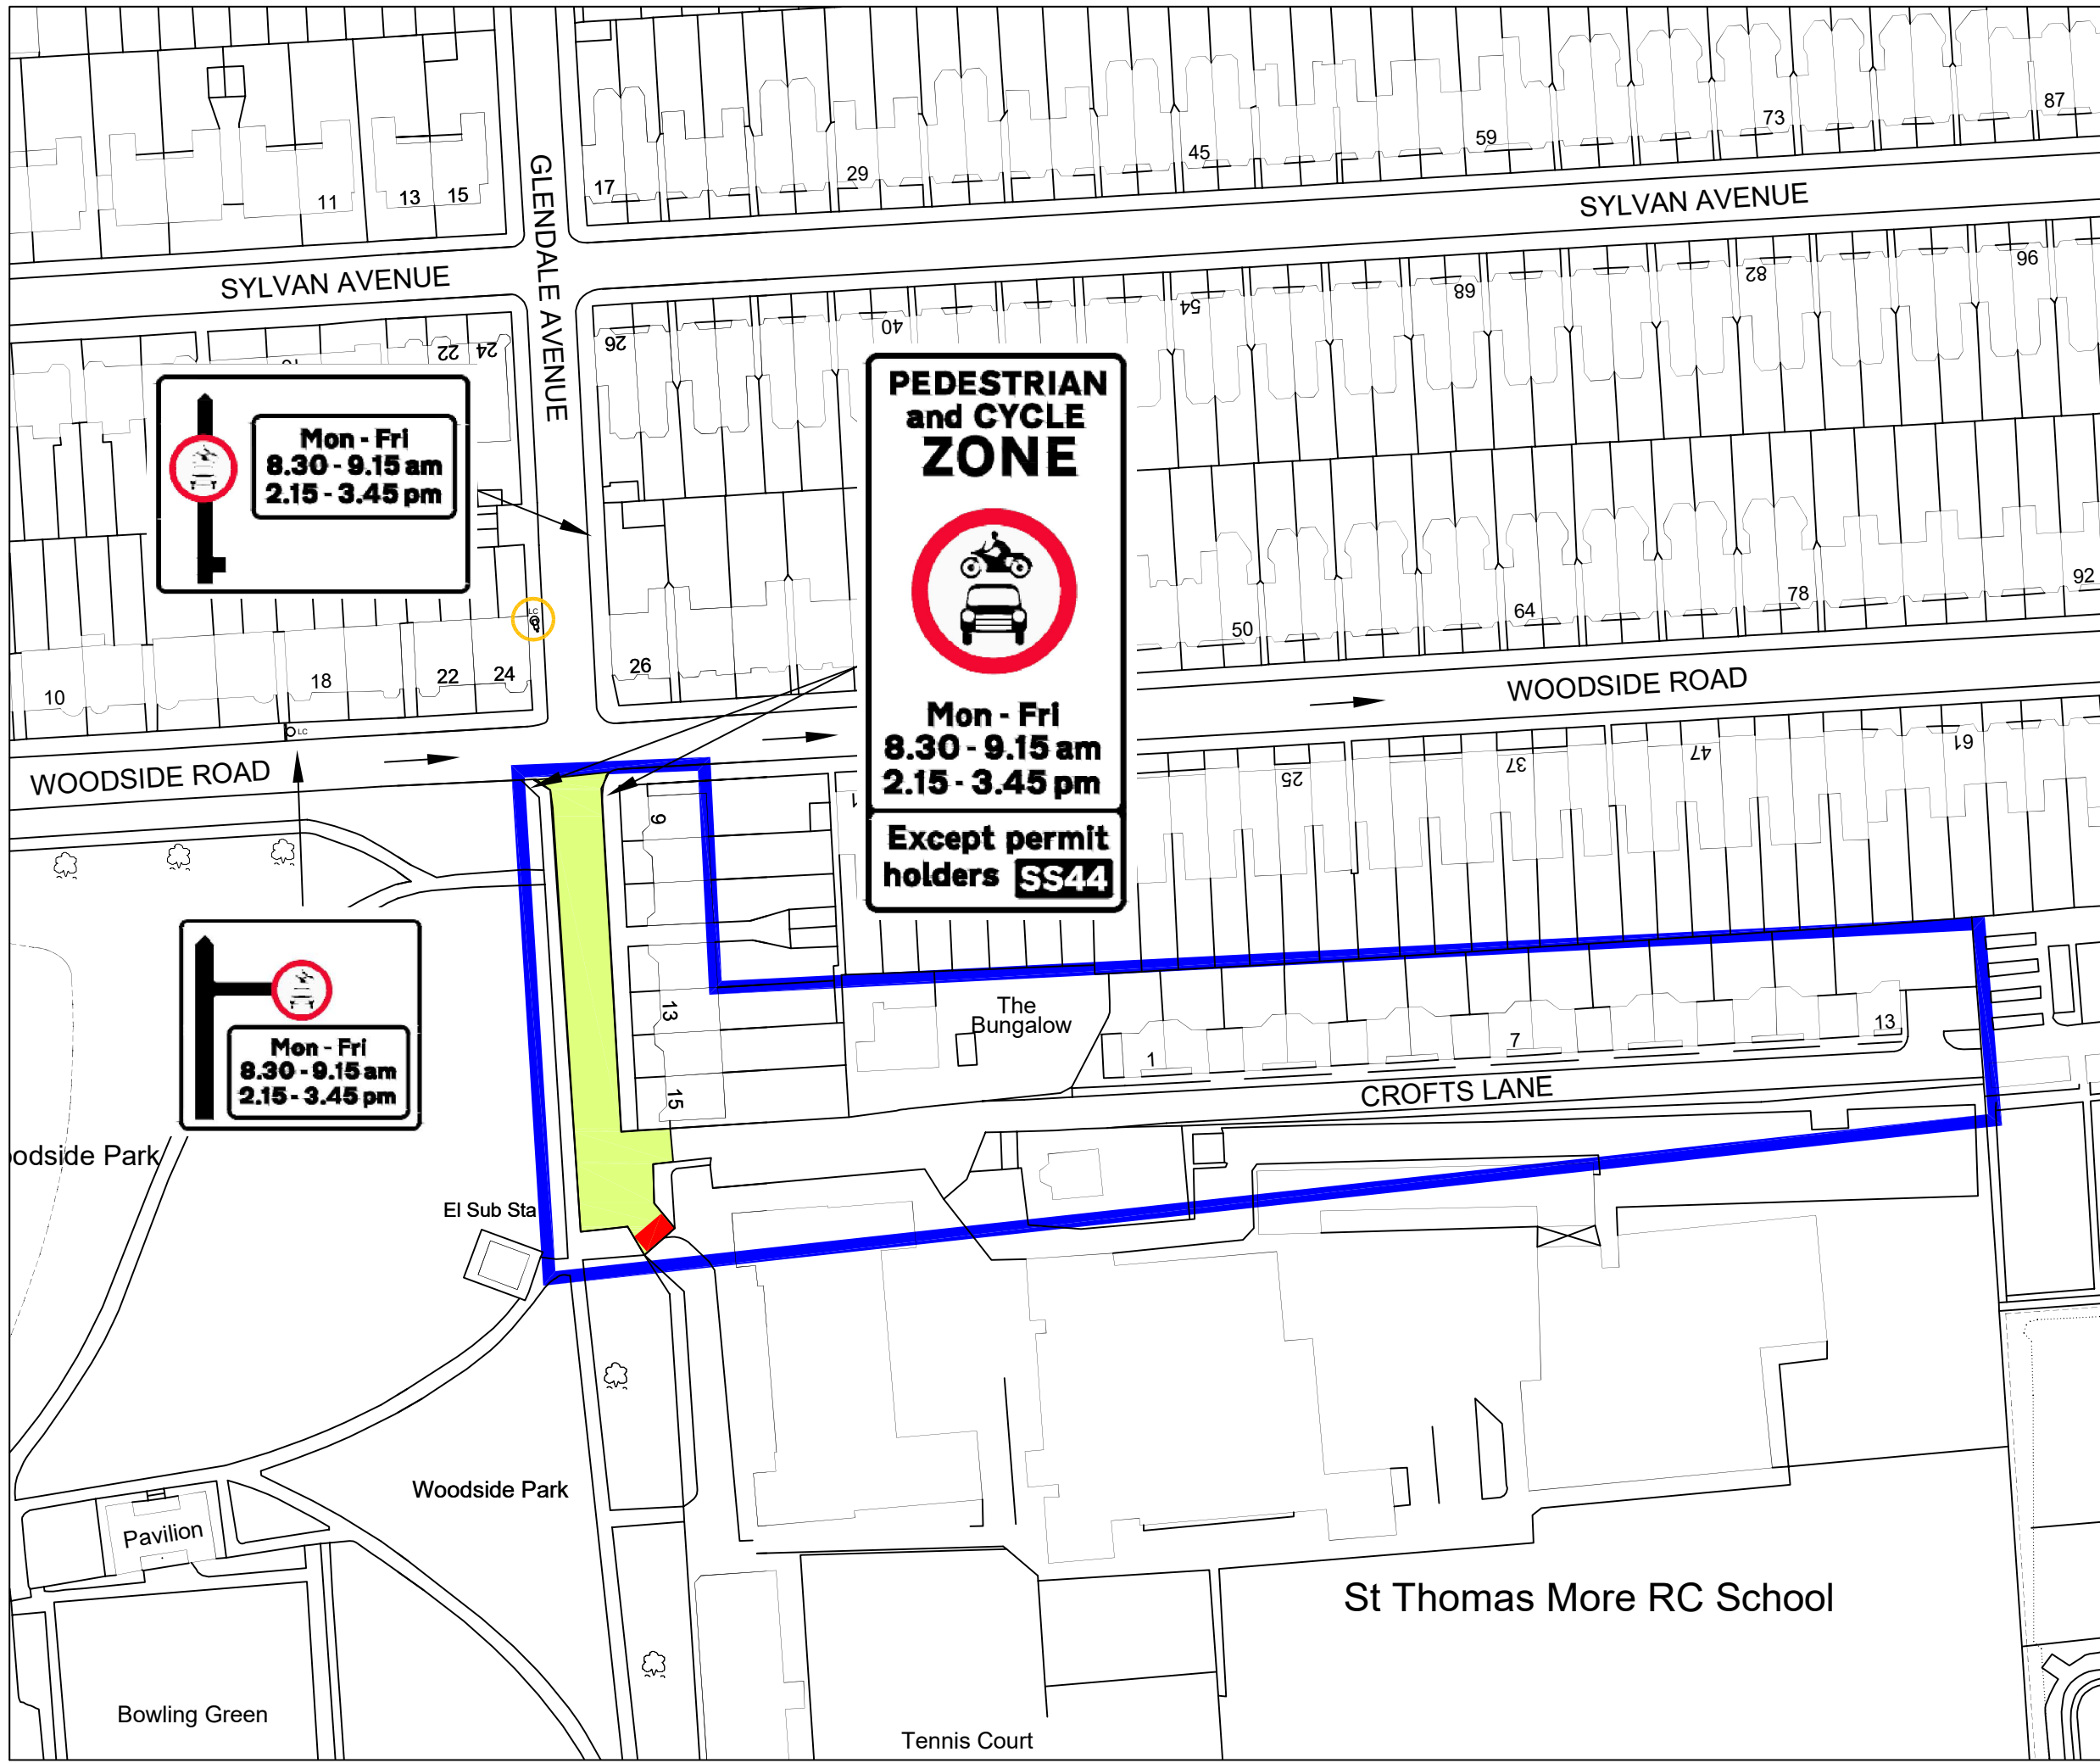 87
73
59
45
29
17
11
13
15
GLENDALE AVENUE
SYLVAN AVENUE
SYLVAN AVENUE
96
82
68
54
40
26
22
24
PEDESTRIAN
and CYCLE
ZONE
Mon - Fri
8.30 - 9.15 am
2.15 - 3.45 pm
Except permit
holders SS44
Mon - Fri
8.30 - 9.15 am
2.15 - 3.45 pm
LC
92
78
64
50
26
10
18
22
24
LC
WOODSIDE ROAD
WOODSIDE ROAD
61
47
37
25
9
13
15
Mon - Fri
8.30 - 9.15 am
2.15 - 3.45 pm
The
Bungalow
1
7
13
CROFTS LANE
oodside Park
El Sub Sta
Woodside Park
Pavilion
St Thomas More RC School
Bowling Green
Tennis Court